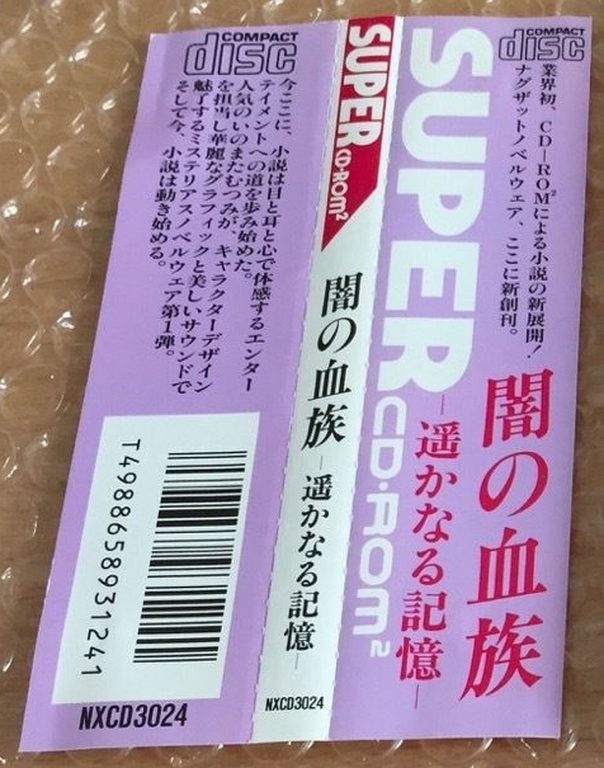 COMPACT
disc
業界初、CD-ROM²による小説の新展開！
ナグザットノベルウェア、ここに新創刊。
闇の血族
—遥かなる記憶—
SUPER CD·ROM²
SUPER CD·ROM²
闇の血族
—遥かなる記憶—
NXCD3024
COMPACT
disc
今ここに、小説は目と耳と心で体感するエンター
テイメントへの道を歩み始めた。
人気のいのまたむつみが、キャラクターデザイン
を担当し華麗なグラフィックと美しいサウンドで
魅了するミステリアスノベルウェア第1弾。
そして今、小説は動き始める。
T4988658931241
NXCD3024